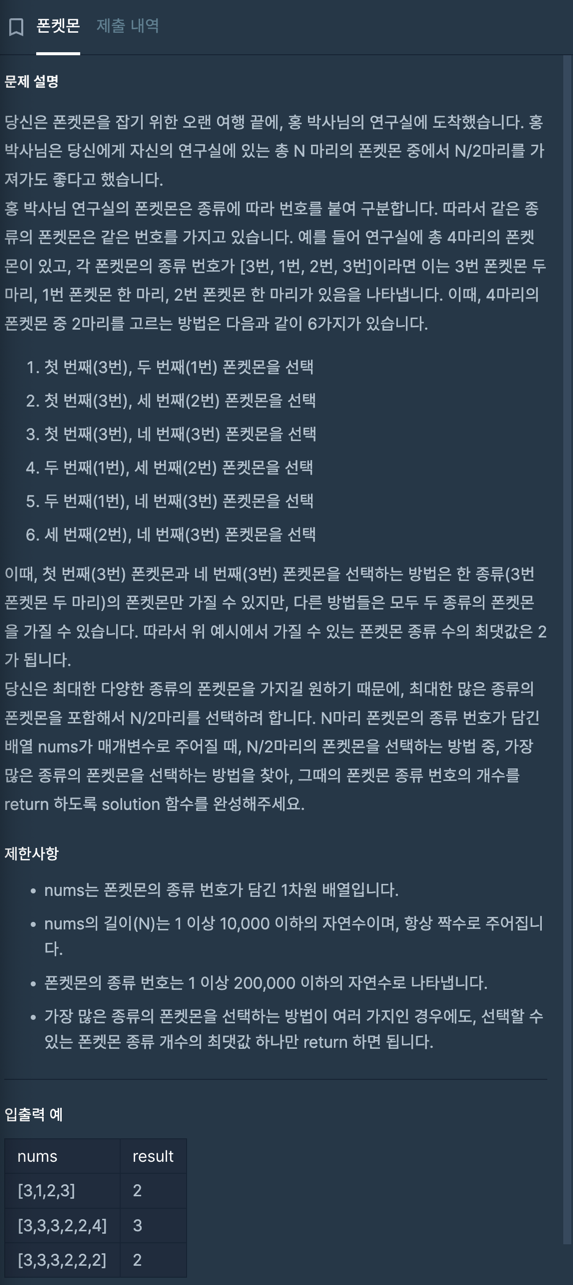 폰켓몬 제출 내역
문제 설명
당신은 폰켓몬을 잡기 위한 오랜 여행 끝에, 홍 박사님의 연구실에 도착했습니다. 홍
박사님은 당신에게 자신의 연구실에 있는 총 N 마리의 폰켓몬 중에서 N/2마리를 가
져가도 좋다고 했습니다.
홍 박사님 연구실의 폰켓몬은 종류에 따라 번호를 붙여 구분합니다. 따라서 같은 종
류의 폰켓몬은 같은 번호를 가지고 있습니다. 예를 들어 연구실에 총 4마리의 폰켓
몬이 있고, 각 폰켓몬의 종류 번호가 [3번, 1번, 2번, 3번]이라면 이는 3번 폰켓몬 두
마리, 1번 폰켓몬 한 마리, 2번 폰켓몬 한 마리가 있음을 나타냅니다. 이때, 4마리의
폰켓몬 중 2마리를 고르는 방법은 다음과 같이 6가지가 있습니다.
1. 첫 번째(3번), 두 번째(1번) 폰켓몬을 선택
2. 첫 번째(3번), 세 번째(2번) 폰켓몬을 선택
3. 첫 번째(3번), 네 번째(3번) 폰켓몬을 선택
4. 두 번째(1번), 세 번째(2번) 폰켓몬을 선택
5. 두 번째(1번), 네 번째(3번) 폰켓몬을 선택
6. 세 번째(2번), 네 번째(3번) 폰켓몬을 선택
이때, 첫 번째(3번) 폰켓몬과 네 번째(3번) 폰켓몬을 선택하는 방법은 한 종류(3번
폰켓몬 두 마리)의 폰켓몬만 가질 수 있지만, 다른 방법들은 모두 두 종류의 폰켓몬
을 가질 수 있습니다. 따라서 위 예시에서 가질 수 있는 폰켓몬 종류 수의 최댓값은 2
가 됩니다.
당신은 최대한 다양한 종류의 폰켓몬을 가지길 원하기 때문에, 최대한 많은 종류의
폰켓몬을 포함해서 N/2마리를 선택하려 합니다. N마리 폰켓몬의 종류 번호가 담긴
배열 nums가 매개변수로 주어질 때, N/2마리의 폰켓몬을 선택하는 방법 중, 가장
많은 종류의 폰켓몬을 선택하는 방법을 찾아, 그때의 폰켓몬 종류 번호의 개수를
return 하도록 solution 함수를 완성해주세요.
제한사항
• nums는 폰켓몬의 종류 번호가 담긴 1차원 배열입니다.
• nums의 길이(N)는 1 이상 10,000 이하의 자연수이며, 항상 짝수로 주어집니
다.
• 폰켓몬의 종류 번호는 1 이상 200,000 이하의 자연수로 나타냅니다.
• 가장 많은 종류의 폰켓몬을 선택하는 방법이 여러 가지인 경우에도, 선택할 수
있는 폰켓몬 종류 개수의 최댓값 하나만 return 하면 됩니다.
입출력 예
nums result
[3,1,2,3] 2
[3,3,3,2,2,4] 3
[3,3,3,2,2,2] 2